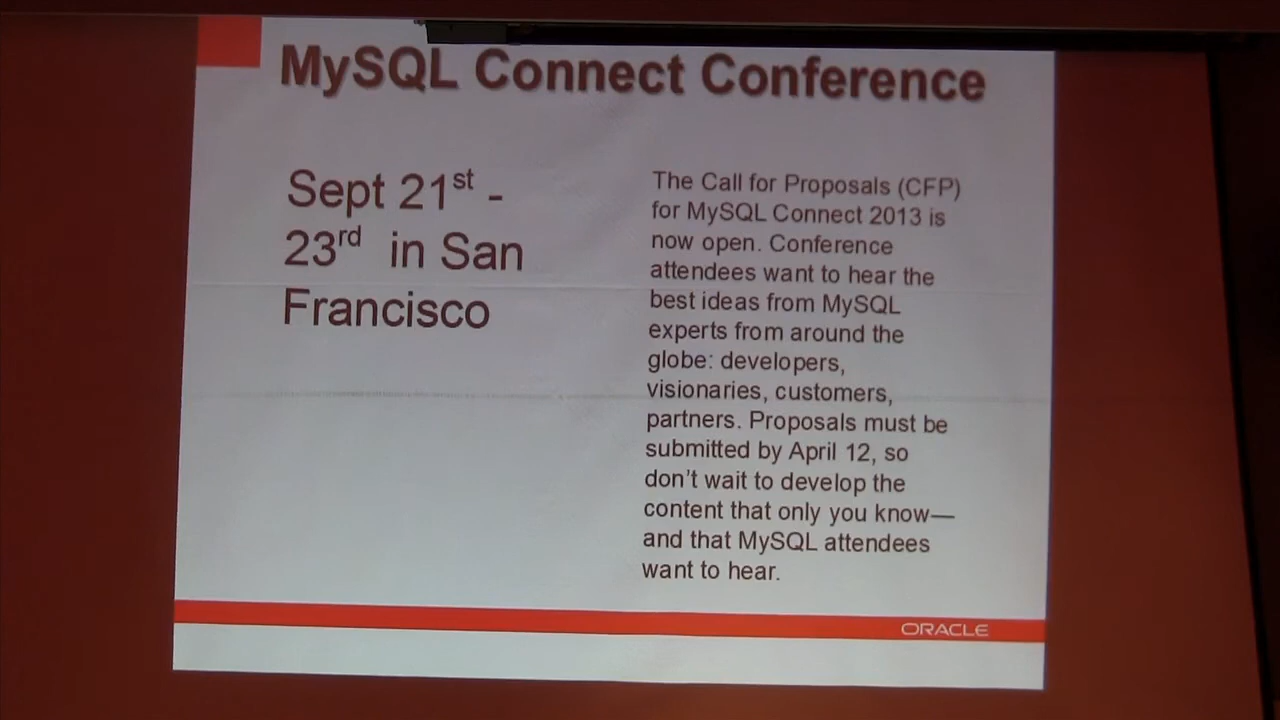 MySQL Connect Conference
Sept 21st -
23rd in San
Francisco
The Call for Proposals (CFP)
for MySQL Connect 2013 is
now open. Conference
attendees want to hear the
best ideas from MySQL
experts from around the
globe: developers,
visionaries, customers,
partners. Proposals must be
submitted by April 12, so
don’t wait to develop the
content that only you know—
and that MySQL attendees
want to hear.
ORACLE